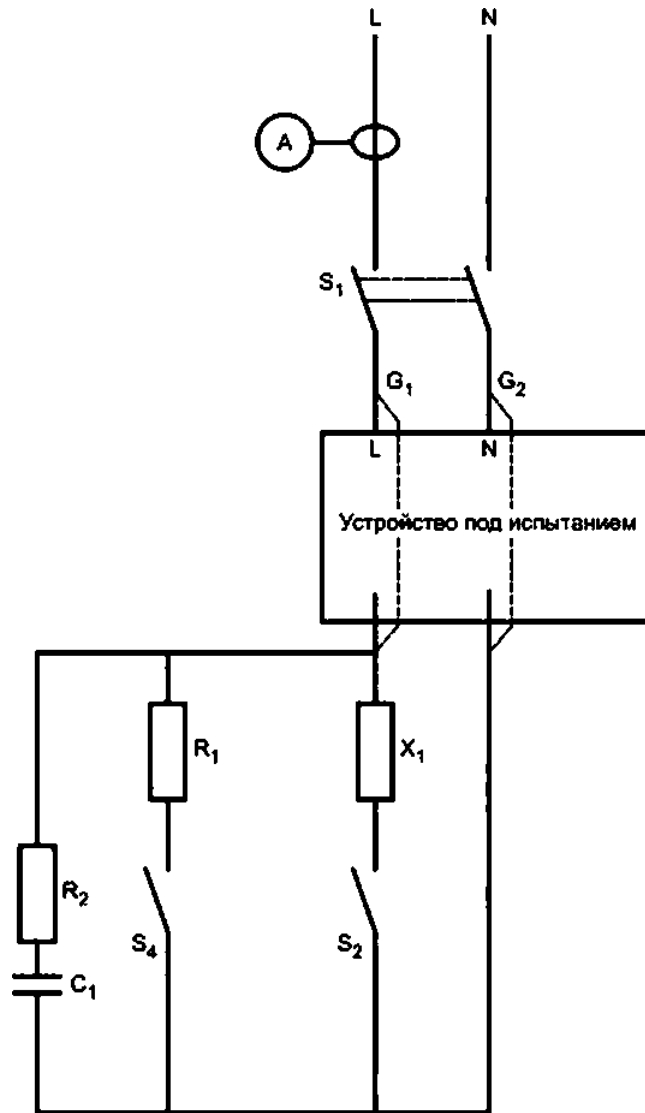 L N
A
S1
G1 G2
L N
Устройство под испытанием
R1 X1
R2
S4 S2
C1